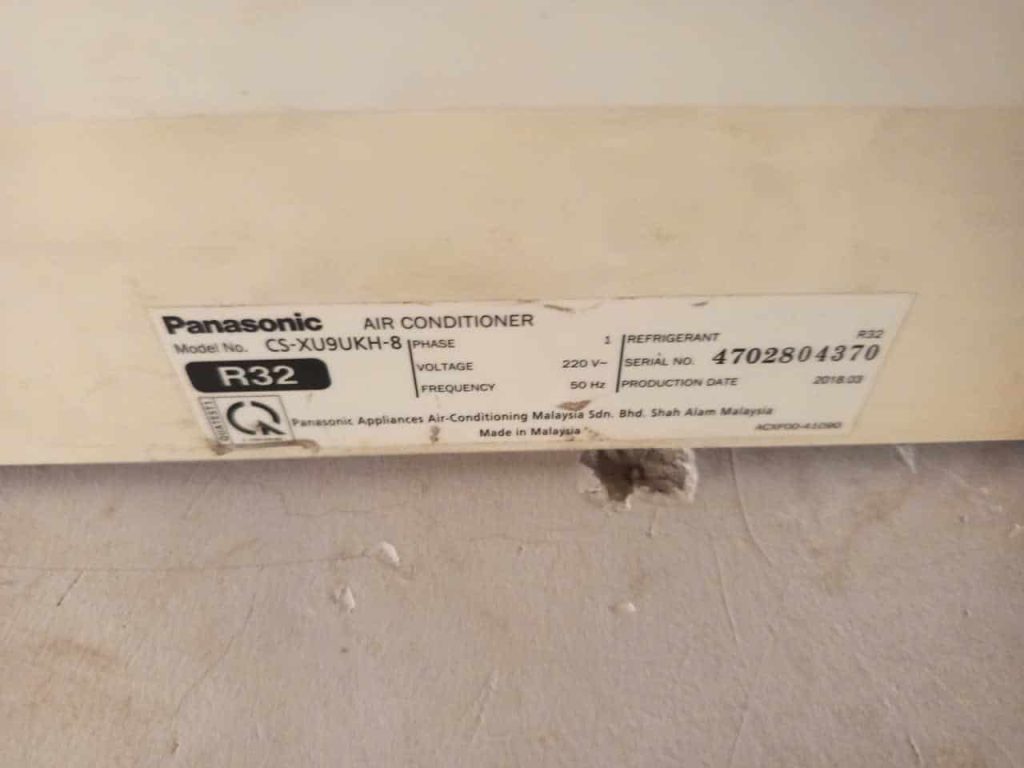 Panasonic AIR CONDITIONER
Model No. CS-XU9UKH-8
R32
PHASE 1
VOLTAGE 220 V~
FREQUENCY 50 Hz
REFRIGERANT R32
SERIAL NO. 4702804370
PRODUCTION DATE 2018.03
QUATEST1
Panasonic Appliances Air-Conditioning Malaysia Sdn. Bhd. Shah Alam Malaysia
Made in Malaysia